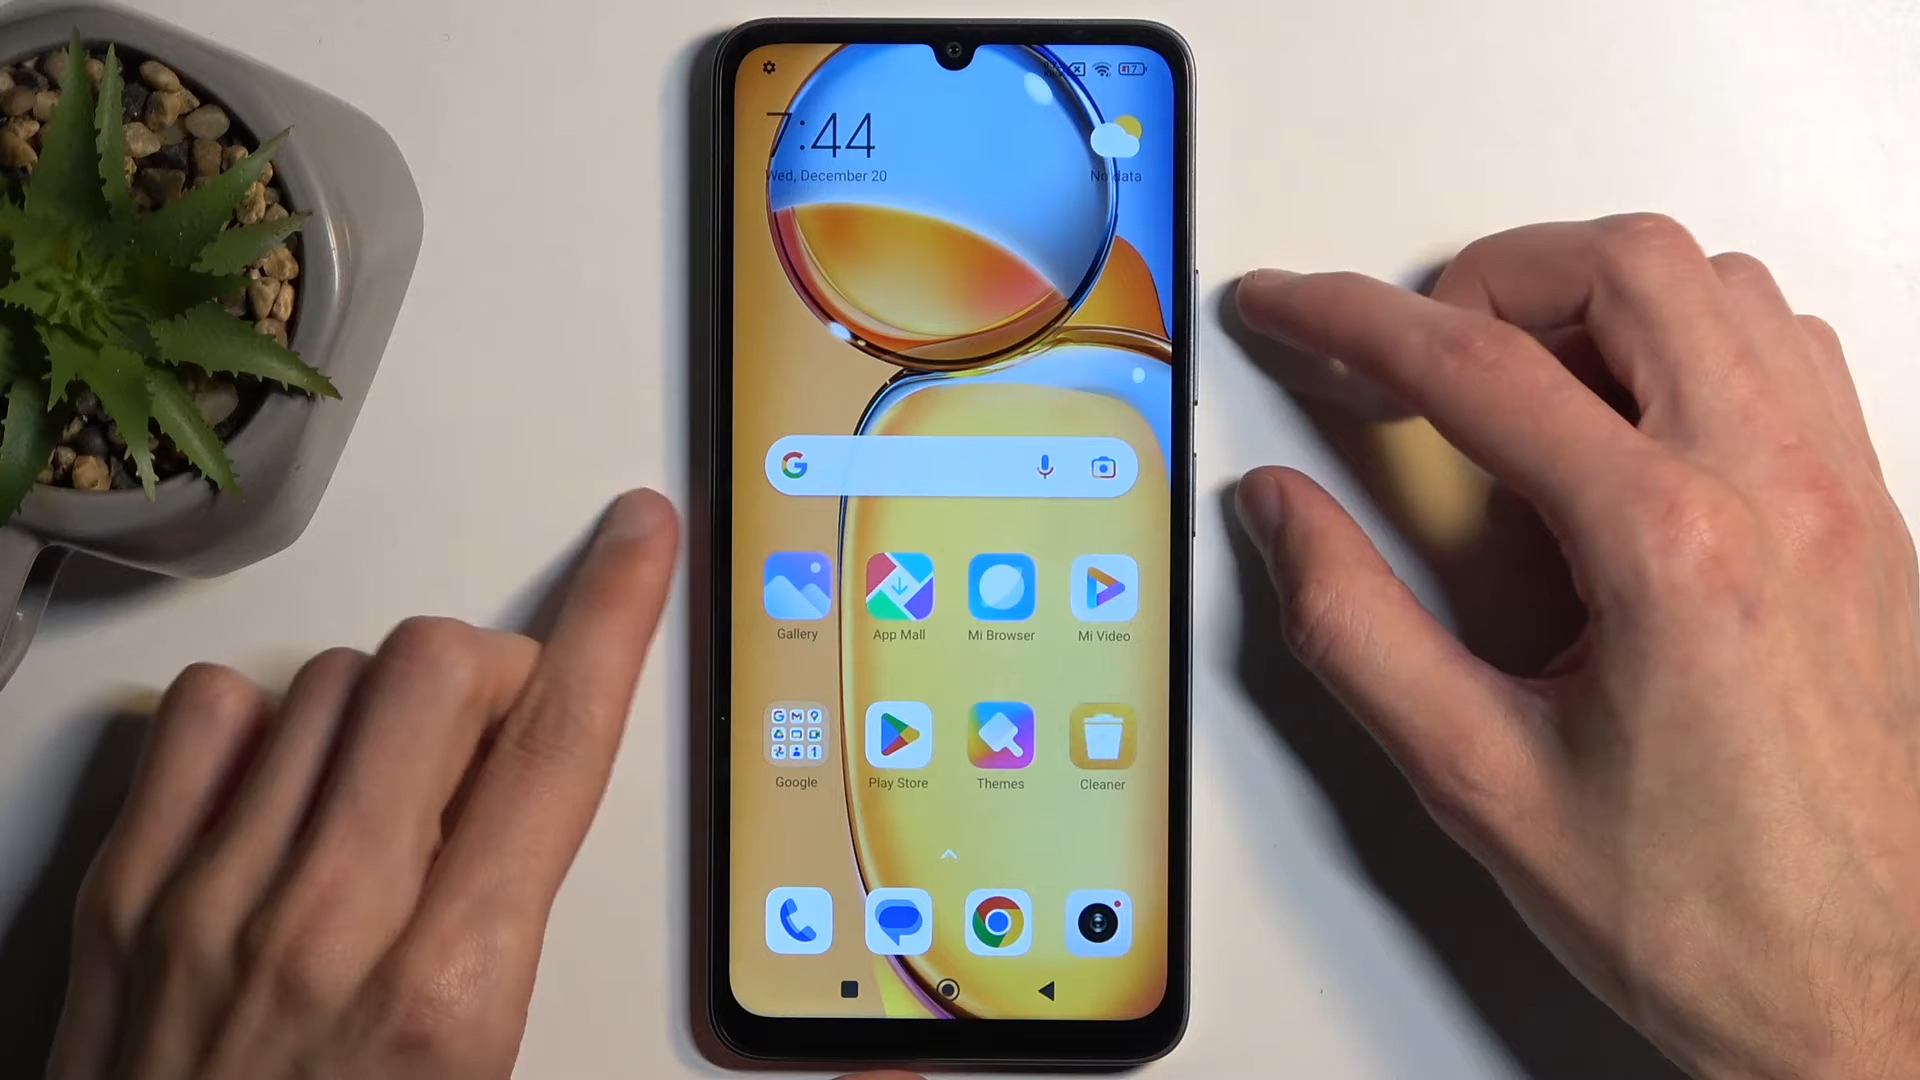 17
7:44
Wed, December 20
No data
Gallery App Mall Mi Browser Mi Video
Google Play Store Themes Cleaner